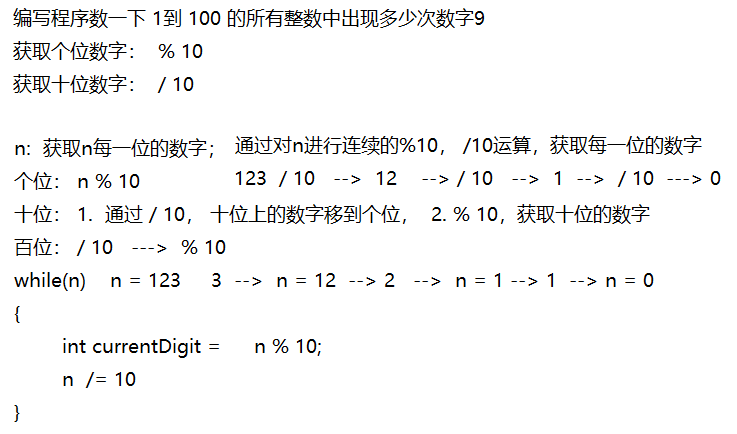 编写程序数一下 1到 100 的所有整数中出现多少次数字9
获取个位数字： % 10
获取十位数字： / 10
n: 获取n每一位的数字； 通过对n进行连续的%10， /10运算，获取每一位的数字
个位： n % 10 123 / 10 --> 12 --> / 10 --> 1 --> / 10 ---> 0
十位： 1. 通过 / 10， 十位上的数字移到个位， 2. % 10，获取十位的数字
百位： / 10 ---> % 10
while(n) n = 123 3 --> n = 12 --> 2 --> n = 1 --> 1 --> n = 0
{
int currentDigit = n % 10;
n /= 10
}